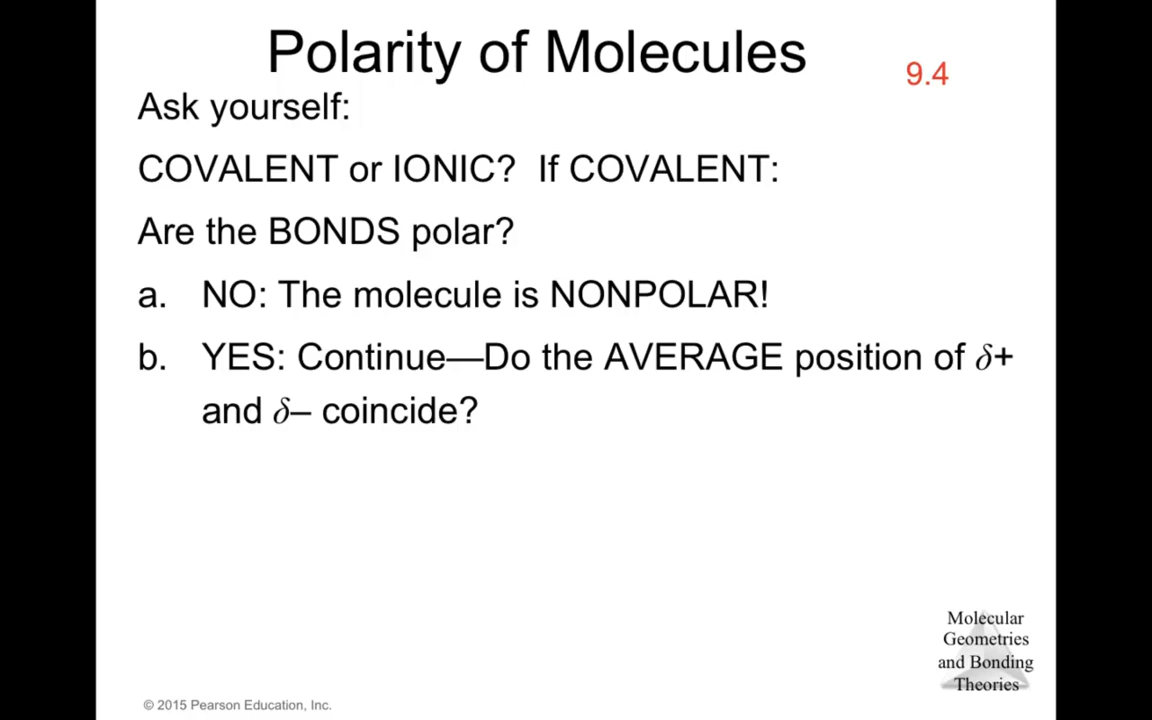 Polarity of Molecules
9.4
Ask yourself:
COVALENT or IONIC? If COVALENT:
Are the BONDS polar?
a. NO: The molecule is NONPOLAR!
b. YES: Continue—Do the AVERAGE position of δ+
and δ– coincide?
Molecular
Geometries
and Bonding
Theories
© 2015 Pearson Education, Inc.